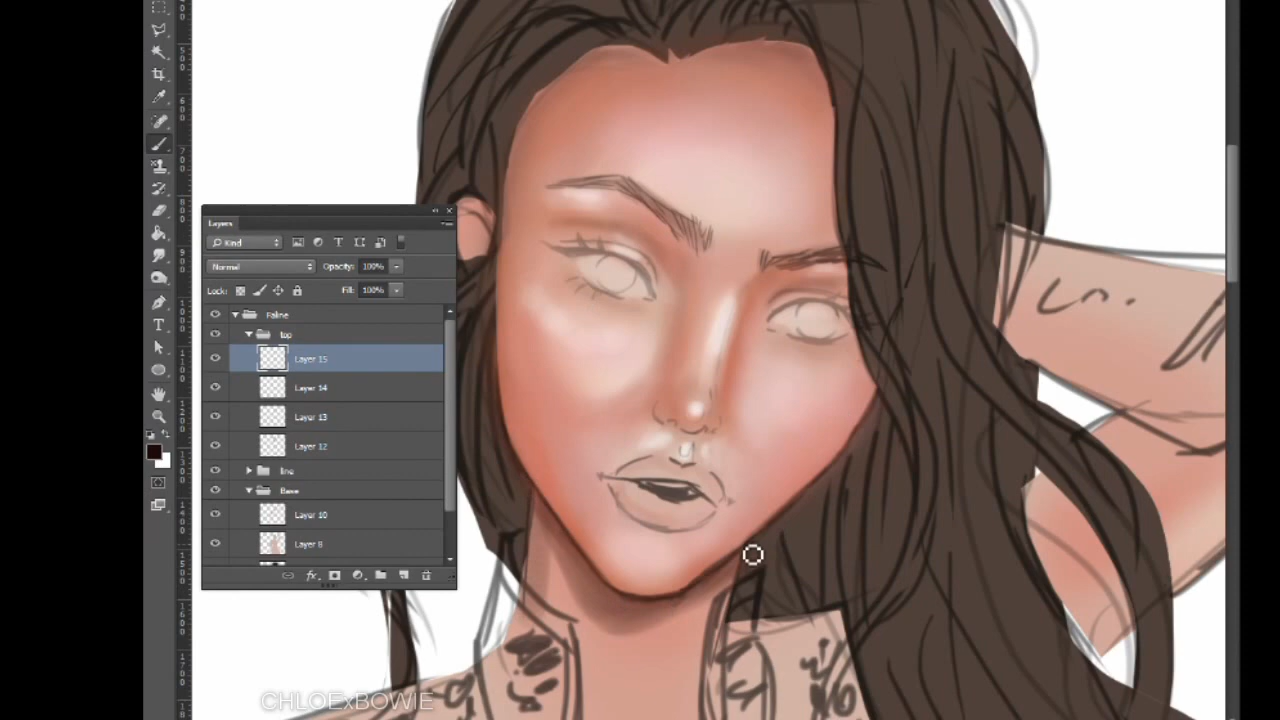 Layers
Kind
Normal
Opacity: 100%
Lock:
Fill: 100%
Faline
top
Layer 15
Layer 14
Layer 13
Layer 12
line
Base
Layer 10
Layer 8
CHLOExBOWIE